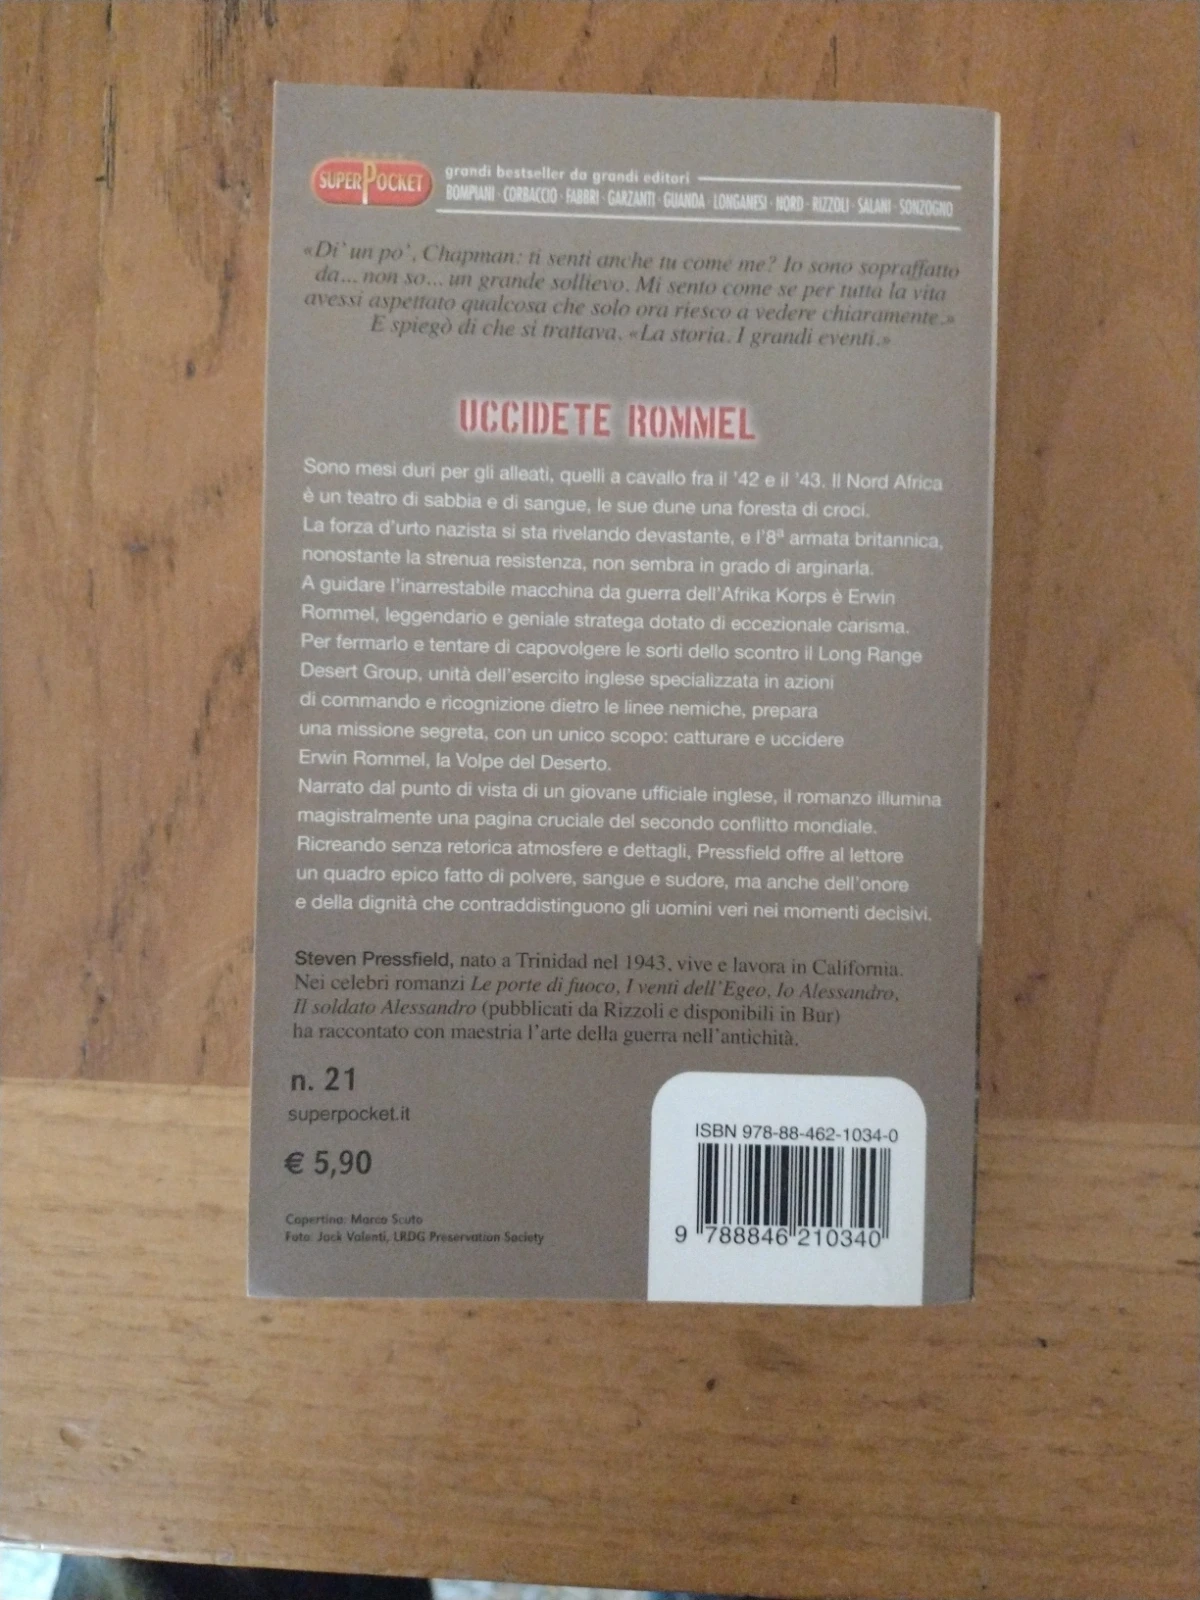 SUPERPOCKET
grandi bestseller da grandi editori
BOMPIANI · CORBACCIO · FABBRI · GARZANTI · GUANDA · LONGANESI · NORD · RIZZOLI · SALANI · SONZOGNO
«Di' un po', Chapman: ti senti anche tu come me? Io sono sopraffatto
da... non so... un grande sollievo. Mi sento come se per tutta la vita
avessi aspettato qualcosa che solo ora riesco a vedere chiaramente.»
E spiegò di che si trattava. «La storia. I grandi eventi.»
UCCIDETE ROMMEL
Sono mesi duri per gli alleati, quelli a cavallo fra il '42 e il '43. Il Nord Africa
è un teatro di sabbia e di sangue, le sue dune una foresta di croci.
La forza d'urto nazista si sta rivelando devastante, e l'8ª armata britannica,
nonostante la strenua resistenza, non sembra in grado di arginarla.
A guidare l'inarrestabile macchina da guerra dell'Afrika Korps è Erwin
Rommel, leggendario e geniale stratega dotato di eccezionale carisma.
Per fermarlo e tentare di capovolgere le sorti dello scontro il Long Range
Desert Group, unità dell'esercito inglese specializzata in azioni
di commando e ricognizione dietro le linee nemiche, prepara
una missione segreta, con un unico scopo: catturare e uccidere
Erwin Rommel, la Volpe del Deserto.
Narrato dal punto di vista di un giovane ufficiale inglese, il romanzo illumina
magistralmente una pagina cruciale del secondo conflitto mondiale.
Ricreando senza retorica atmosfere e dettagli, Pressfield offre al lettore
un quadro epico fatto di polvere, sangue e sudore, ma anche dell'onore
e della dignità che contraddistinguono gli uomini veri nei momenti decisivi.
Steven Pressfield, nato a Trinidad nel 1943, vive e lavora in California.
Nei celebri romanzi Le porte di fuoco, I venti dell'Egeo, Io Alessandro,
Il soldato Alessandro (pubblicati da Rizzoli e disponibili in Bur)
ha raccontato con maestria l'arte della guerra nell'antichità.
n. 21
superpocket.it
€ 5,90
Copertina: Marco Scuto
Foto: Jack Valenti, LRDG Preservation Society
ISBN 978-88-462-1034-0
9 788846 210340